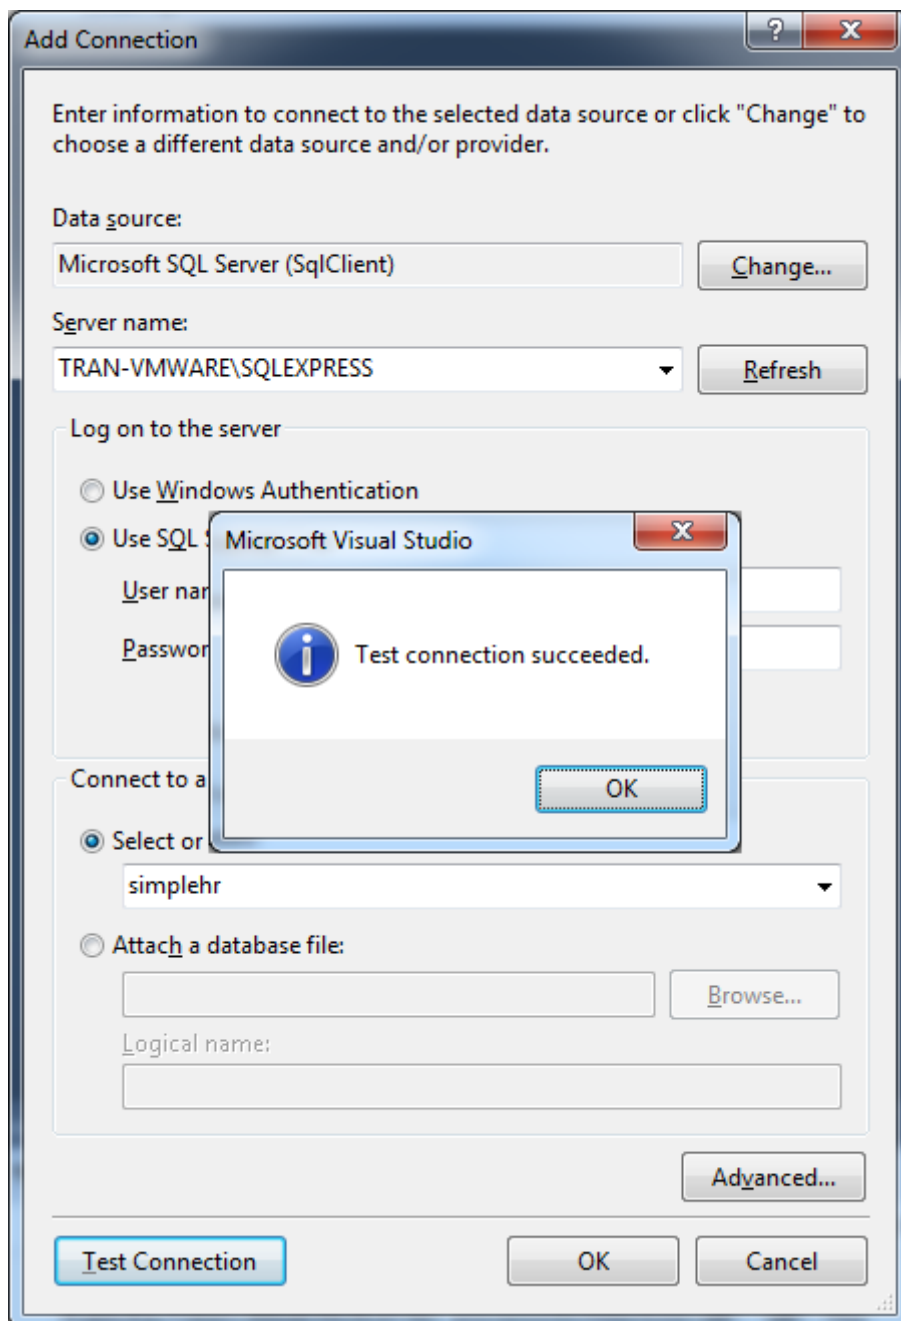 Add Connection
Enter information to connect to the selected data source or click "Change" to
choose a different data source and/or provider.
Data source:
Microsoft SQL Server (SqlClient)
Change...
Server name:
TRAN-VMWARE\SQLEXPRESS
Refresh
Log on to the server
Use Windows Authentication
Use SQL
Microsoft Visual Studio
User
Test connection succeeded.
OK
Connect to a
Select or
simplehr
Attach a database file:
Browse...
Logical name:
Advanced...
Test Connection
OK
Cancel